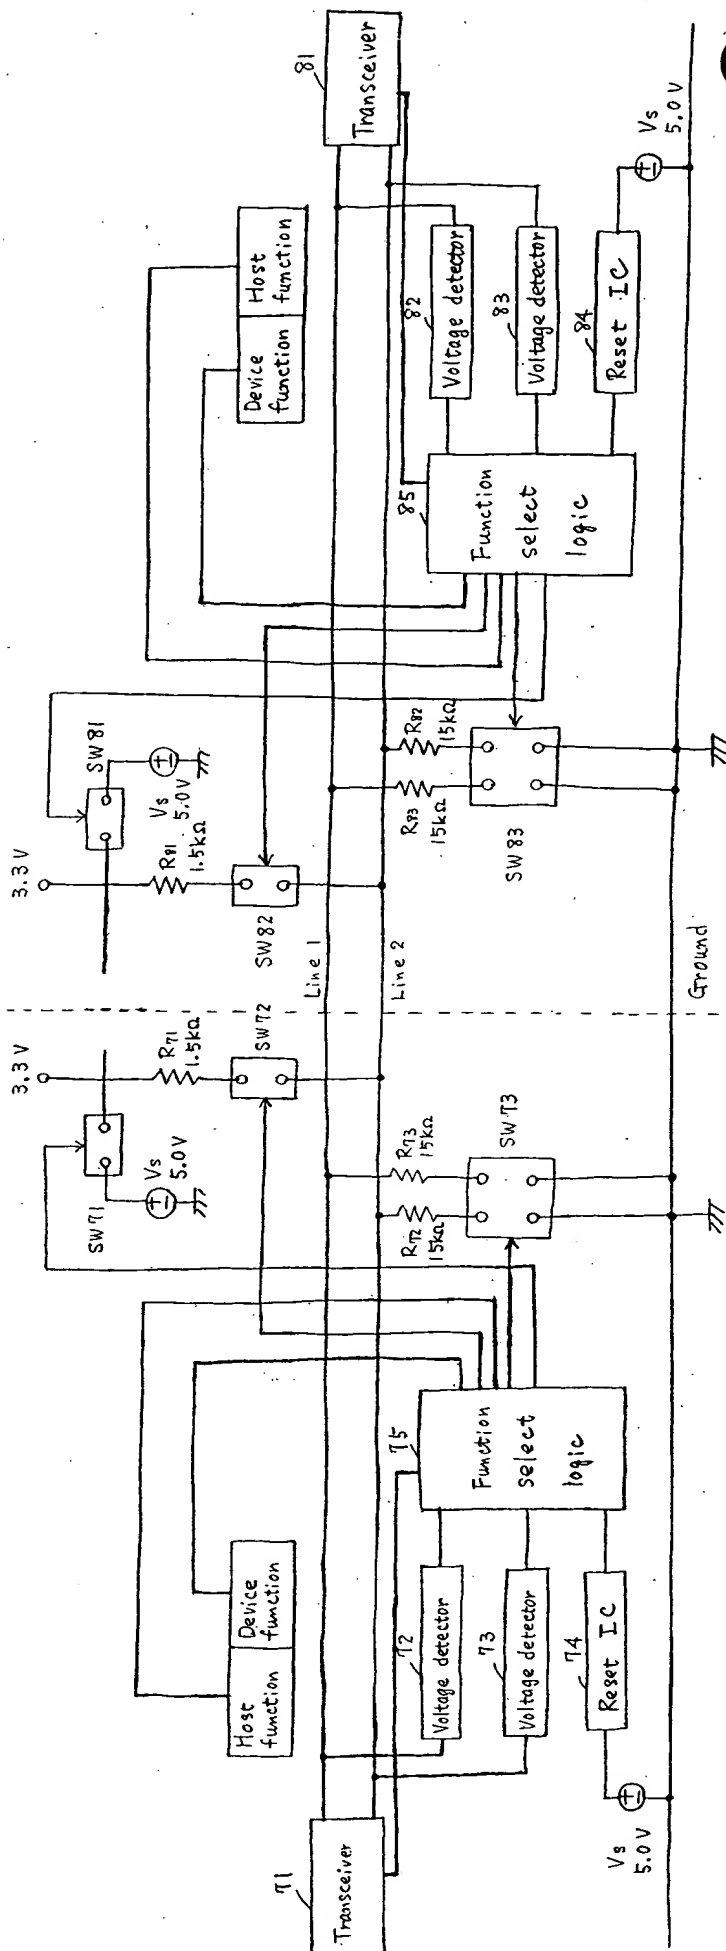 81
Transceiver
Host
function
Device
function
82
Voltage detector
83
Voltage detector
84
Reset IC
Vs
5.0V
85
Function
select
logic
SW81
Vs
5.0V
3.3V
R81
1.5kΩ
SW82
R82
15kΩ
R83
15kΩ
SW83
Line 1
Line 2
Ground
3.3V
R71
1.5kΩ
SW72
SW71
Vs
5.0V
R73
15kΩ
R72
15kΩ
SW73
75
Function
select
logic
Device
function
Host
function
72
Voltage detector
73
Voltage detector
74
Reset IC
Vs
5.0V
71
Transceiver